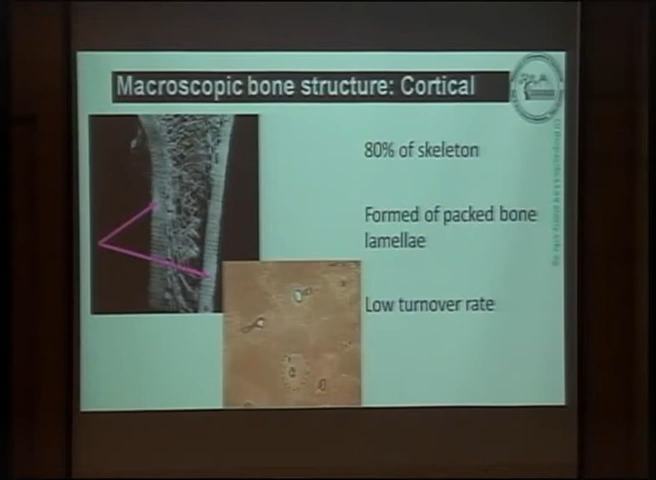 Macroscopic bone structure: Cortical
80% of skeleton
Formed of packed bone
lamellae
Low turnover rate